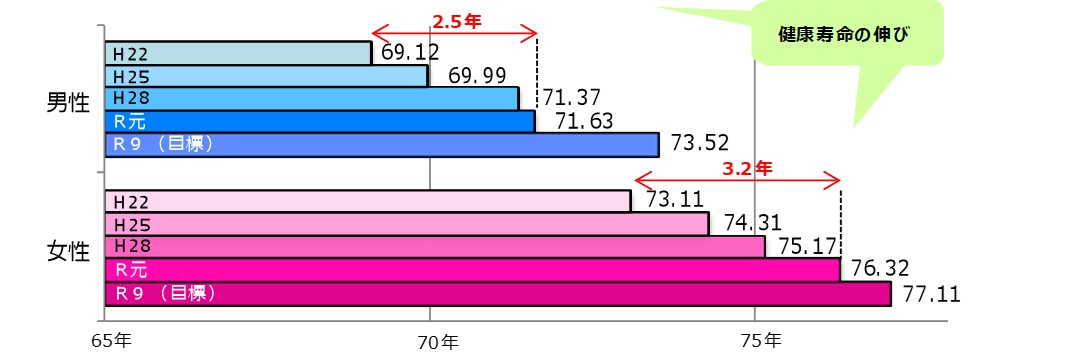 2.5年
健康寿命の伸び
H22
69.12
H25
69.99
男性
H28
71.37
R元
71.63
R9 （目標）
73.52
3.2年
H22
73.11
H25
74.31
女性
H28
75.17
R元
76.32
R9 （目標）
77.11
65年
70年
75年